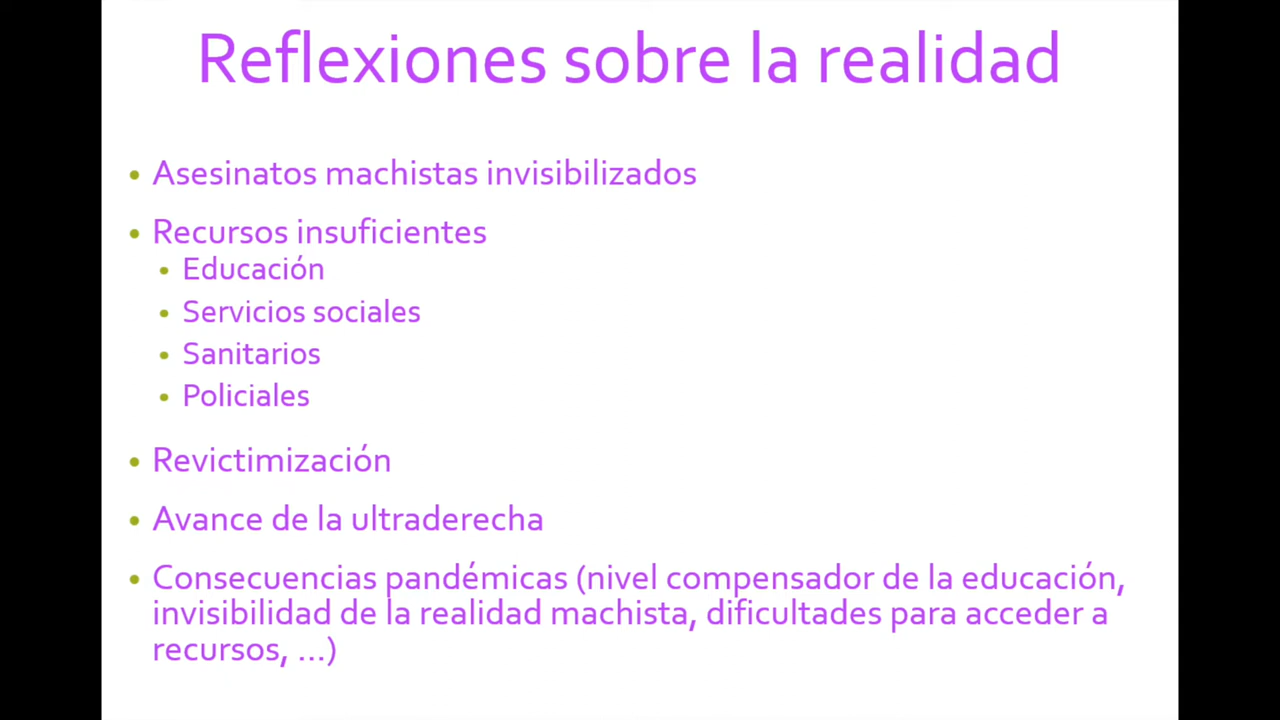 Reflexiones sobre la realidad
• Asesinatos machistas invisibilizados
• Recursos insuficientes
• Educación
• Servicios sociales
• Sanitarios
• Policiales
• Revictimización
• Avance de la ultraderecha
• Consecuencias pandémicas (nivel compensador de la educación,
invisibilidad de la realidad machista, dificultades para acceder a
recursos, ...)